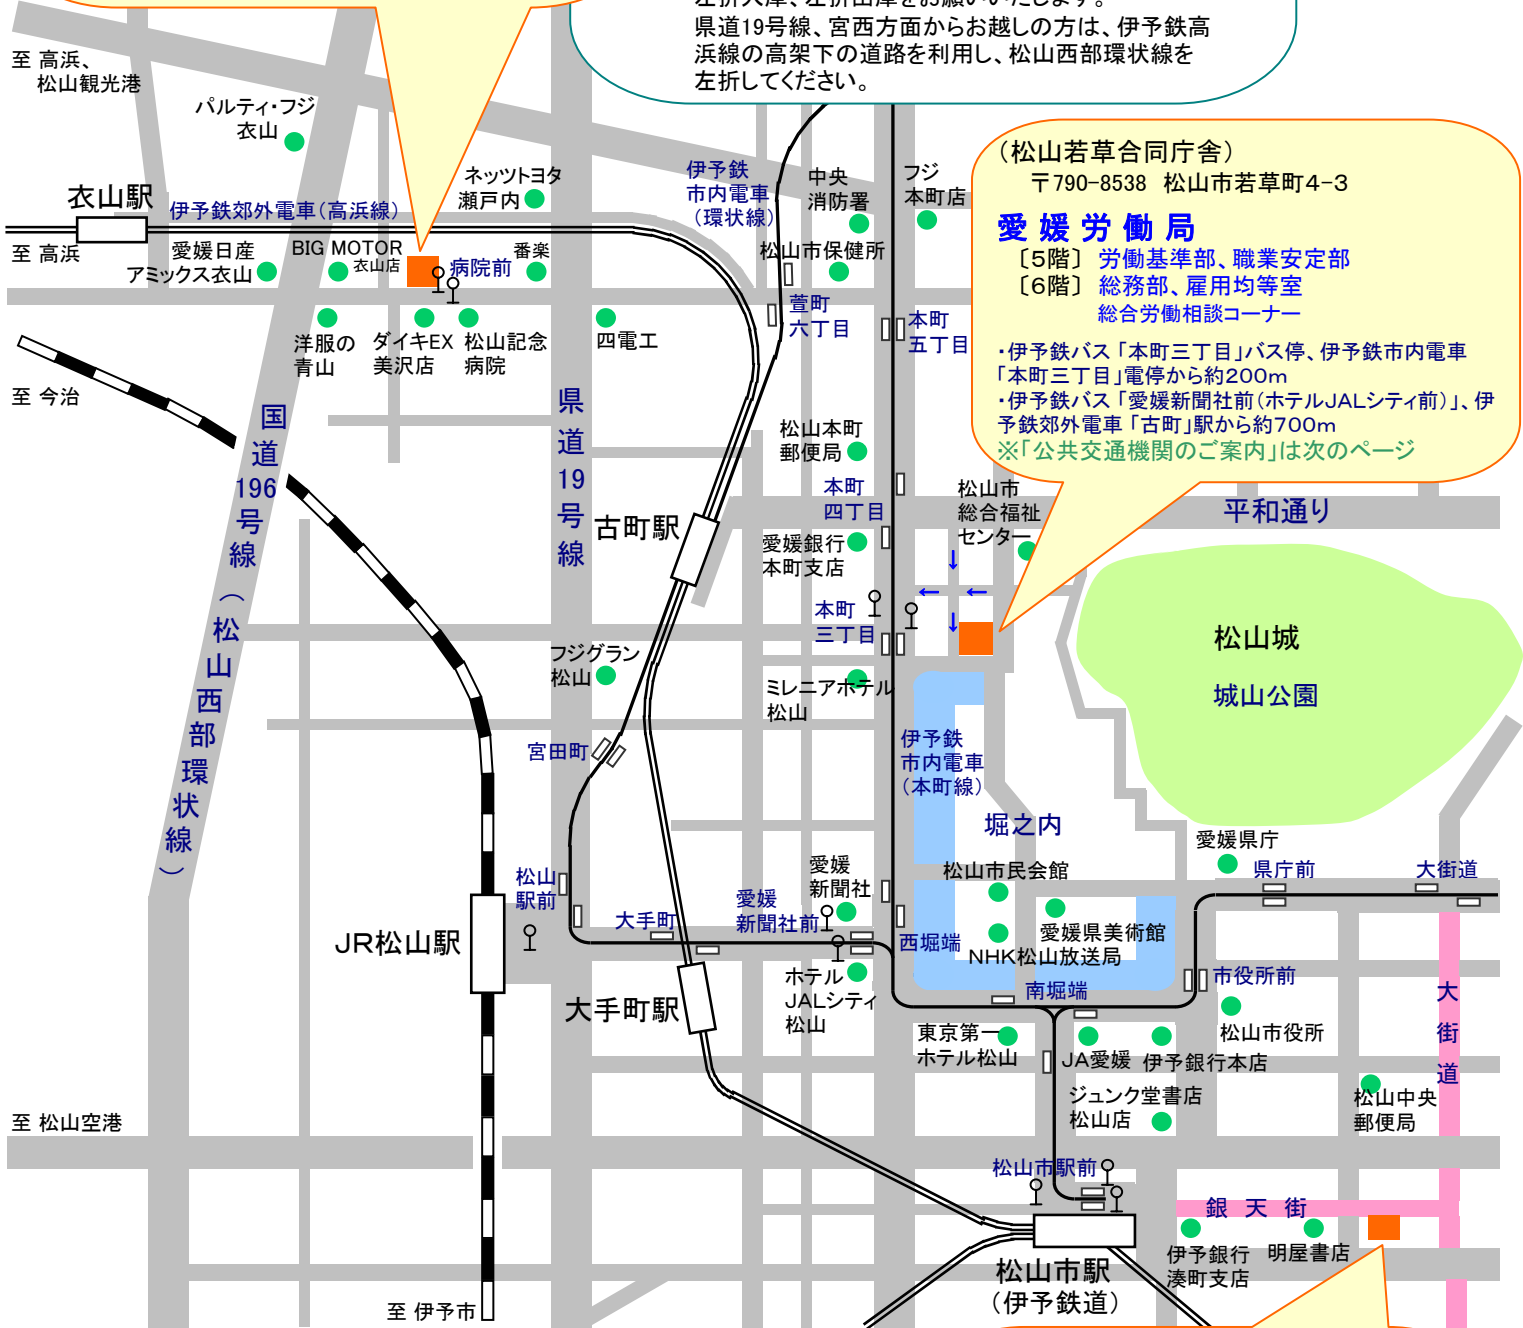 県道19号線、宮西方面からお越しの方は、伊予鉄高
浜線の高架下の道路を利用し、松山西部環状線を
左折してください。
至 高浜、
松山観光港
パルティ・フジ
衣山
衣山駅
伊予鉄郊外電車(高浜線)
至 高浜
ネッツトヨタ
瀬戸内
愛媛日産
アミックス衣山
BIG MOTOR
衣山店
病院前
番楽
洋服の
青山
ダイキEX
美沢店
松山記念
病院
四電工
至 今治
伊予鉄
市内電車
(環状線)
中央
消防署
フジ
本町店
松山市保健所
萱町
六丁目
本町
五丁目
(松山若草合同庁舎)
〒790-8538 松山市若草町4-3
愛媛労働局
〔5階〕 労働基準部、職業安定部
〔6階〕 総務部、雇用均等室
総合労働相談コーナー
・伊予鉄バス「本町三丁目」バス停、伊予鉄市内電車
「本町三丁目」電停から約200m
・伊予鉄バス「愛媛新聞社前(ホテルJALシティ前)」、伊
予鉄郊外電車「古町」駅から約700m
※「公共交通機関のご案内」は次のページ
国道196号線(松山西部環状線)
県道19号線
松山本町
郵便局
本町
四丁目
松山市
総合福祉
センター
平和通り
古町駅
愛媛銀行
本町支店
↓
← ←
↓
本町
三丁目
松山城
城山公園
フジグラン
松山
ミレニアホテル
松山
宮田町
伊予鉄
市内電車
(本町線)
堀之内
愛媛県庁
県庁前
大街道
松山市民会館
愛媛
新聞社
松山
駅前
大手町
愛媛
新聞社前
西堀端
愛媛県美術館
NHK松山放送局
JR松山駅
ホテル
JALシティ
松山
南堀端
市役所前
大手町駅
東京第一
ホテル松山
JA愛媛
伊予銀行本店
松山市役所
大街道
ジュンク堂書店
松山店
松山中央
郵便局
至 松山空港
松山市駅前
銀天街
伊予銀行
湊町支店
明屋書店
松山市駅
(伊予鉄道)
至 伊予市